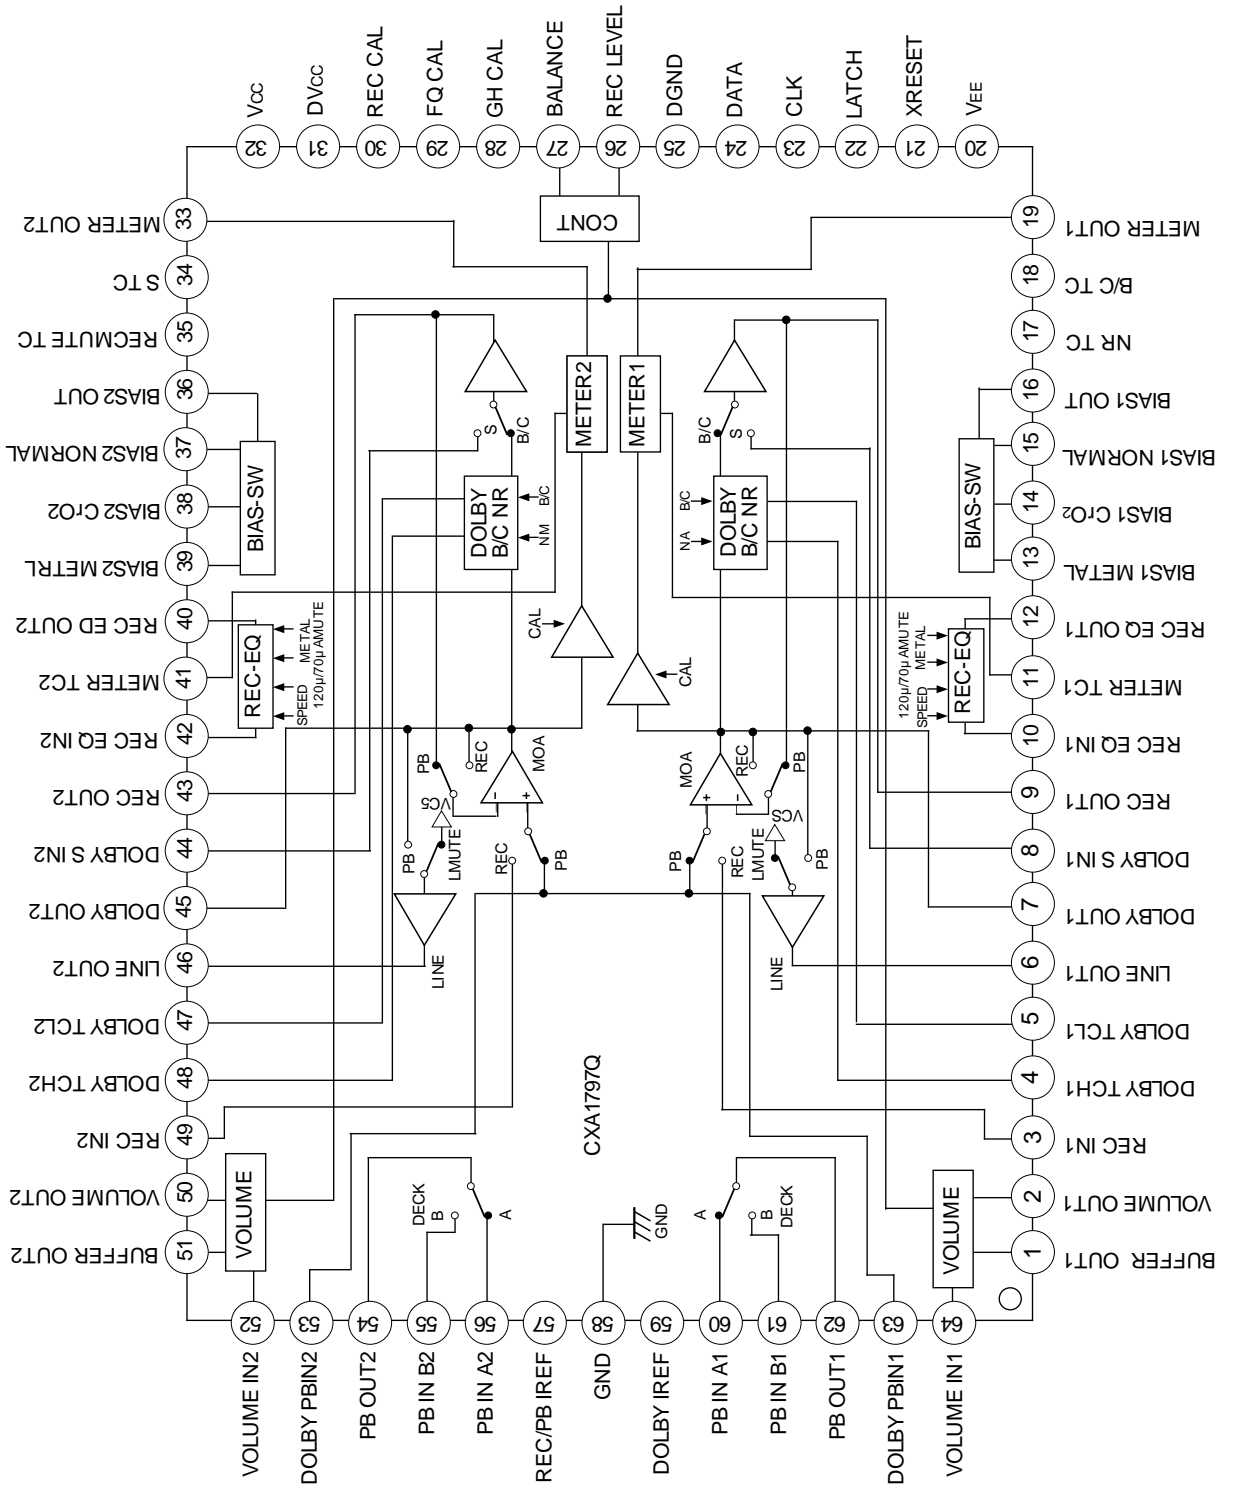 VCC
DVCC
REC CAL
FQ CAL
GH CAL
BALANCE
REC LEVEL
DGND
DATA
CLK
LATCH
XRESET
VEE
32
31
30
29
28
27
26
25
24
23
22
21
20
METER OUT2
33
S TC
34
RECMUTE TC
35
BIAS2 OUT
36
BIAS2 NORMAL
37
BIAS2 CrO2
38
BIAS2 METRL
39
REC ED OUT2
40
METER TC2
41
REC EQ IN2
42
REC OUT2
43
DOLBY S IN2
44
DOLBY OUT2
45
LINE OUT2
46
DOLBY TCL2
47
DOLBY TCH2
48
REC IN2
49
VOLUME OUT2
50
BUFFER OUT2
51
19
METER OUT1
18
B/C TC
17
NR TC
16
BIAS1 OUT
15
BIAS1 NORMAL
14
BIAS1 CrO2
13
BIAS1 METAL
12
REC EQ OUT1
11
METER TC1
10
REC EQ IN1
9
REC OUT1
8
DOLBY S IN1
7
DOLBY OUT1
6
LINE OUT1
5
DOLBY TCL1
4
DOLBY TCH1
3
REC IN1
2
VOLUME OUT1
1
BUFFER OUT1
CONT
METER2
METER1
S
B/C
B/C
S
DOLBY
B/C NR
B/C
NM
DOLBY
B/C NR
B/C
NA
BIAS-SW
BIAS-SW
REC-EQ
METAL
120µ/70µ AMUTE
SPEED
REC-EQ
120µ/70µ AMUTE
METAL
SPEED
CAL
CAL
PB
REC
MOA
VC5
LMUTE
PB
REC
PB
LINE
MOA
REC
PB
VCS
LMUTE
PB
REC
PB
LINE
CXA1797Q
VOLUME
VOLUME
DECK
B
A
GND
A
B
DECK
52
53
54
55
56
57
58
59
60
61
62
63
64
VOLUME IN2
DOLBY PBIN2
PB OUT2
PB IN B2
PB IN A2
REC/PB IREF
GND
DOLBY IREF
PB IN A1
PB IN B1
PB OUT1
DOLBY PBIN1
VOLUME IN1